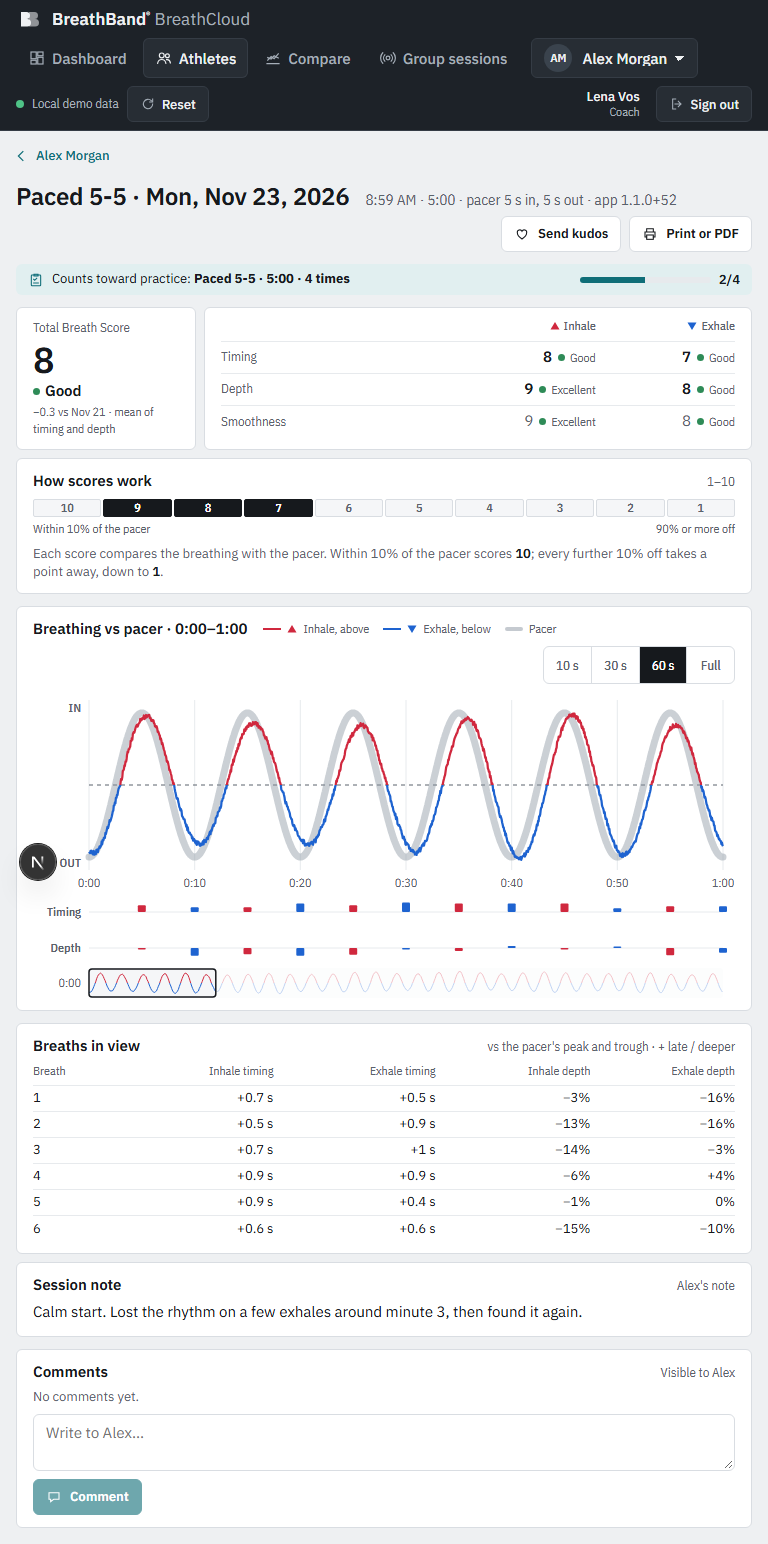 BreathBand® BreathCloud
Dashboard
Athletes
Compare
Group sessions
AM Alex Morgan
Local demo data
Reset
Lena Vos
Coach
Sign out
Alex Morgan
Paced 5-5 · Mon, Nov 23, 2026 8:59 AM · 5:00 · pacer 5 s in, 5 s out · app 1.1.0+52
Send kudos
Print or PDF
Counts toward practice: Paced 5-5 · 5:00 · 4 times 2/4
Total Breath Score
8
Good
−0.3 vs Nov 21 · mean of
timing and depth
Inhale Exhale
Timing 8 Good 7 Good
Depth 9 Excellent 8 Good
Smoothness 9 Excellent 8 Good
How scores work 1–10
10 9 8 7 6 5 4 3 2 1
Within 10% of the pacer 90% or more off
Each score compares the breathing with the pacer. Within 10% of the pacer scores 10; every further 10% off takes a
point away, down to 1.
Breathing vs pacer · 0:00–1:00 Inhale, above Exhale, below Pacer
10 s 30 s 60 s Full
IN
N OUT
0:00 0:10 0:20 0:30 0:40 0:50 1:00
Timing
Depth
0:00
Breaths in view vs the pacer's peak and trough · + late / deeper
Breath Inhale timing Exhale timing Inhale depth Exhale depth
1 +0.7 s +0.5 s −3% −16%
2 +0.5 s +0.9 s −13% −16%
3 +0.7 s +1 s −14% −3%
4 +0.9 s +0.9 s −6% +4%
5 +0.9 s +0.4 s −1% 0%
6 +0.6 s +0.6 s −15% −10%
Session note Alex's note
Calm start. Lost the rhythm on a few exhales around minute 3, then found it again.
Comments Visible to Alex
No comments yet.
Write to Alex...
Comment